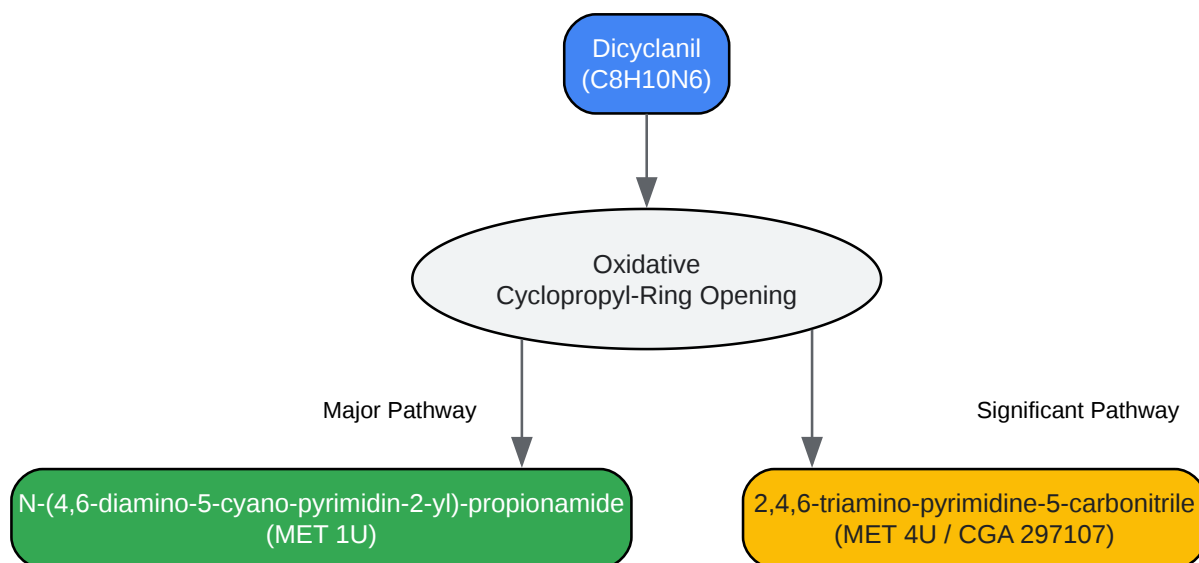 Dicyclanil
(C8H10N6)
Oxidative
Cyclopropyl-Ring Opening
Major Pathway
Significant Pathway
N-(4,6-diamino-5-cyano-pyrimidin-2-yl)-propionamide
(MET 1U)
2,4,6-triamino-pyrimidine-5-carbonitrile
(MET 4U / CGA 297107)